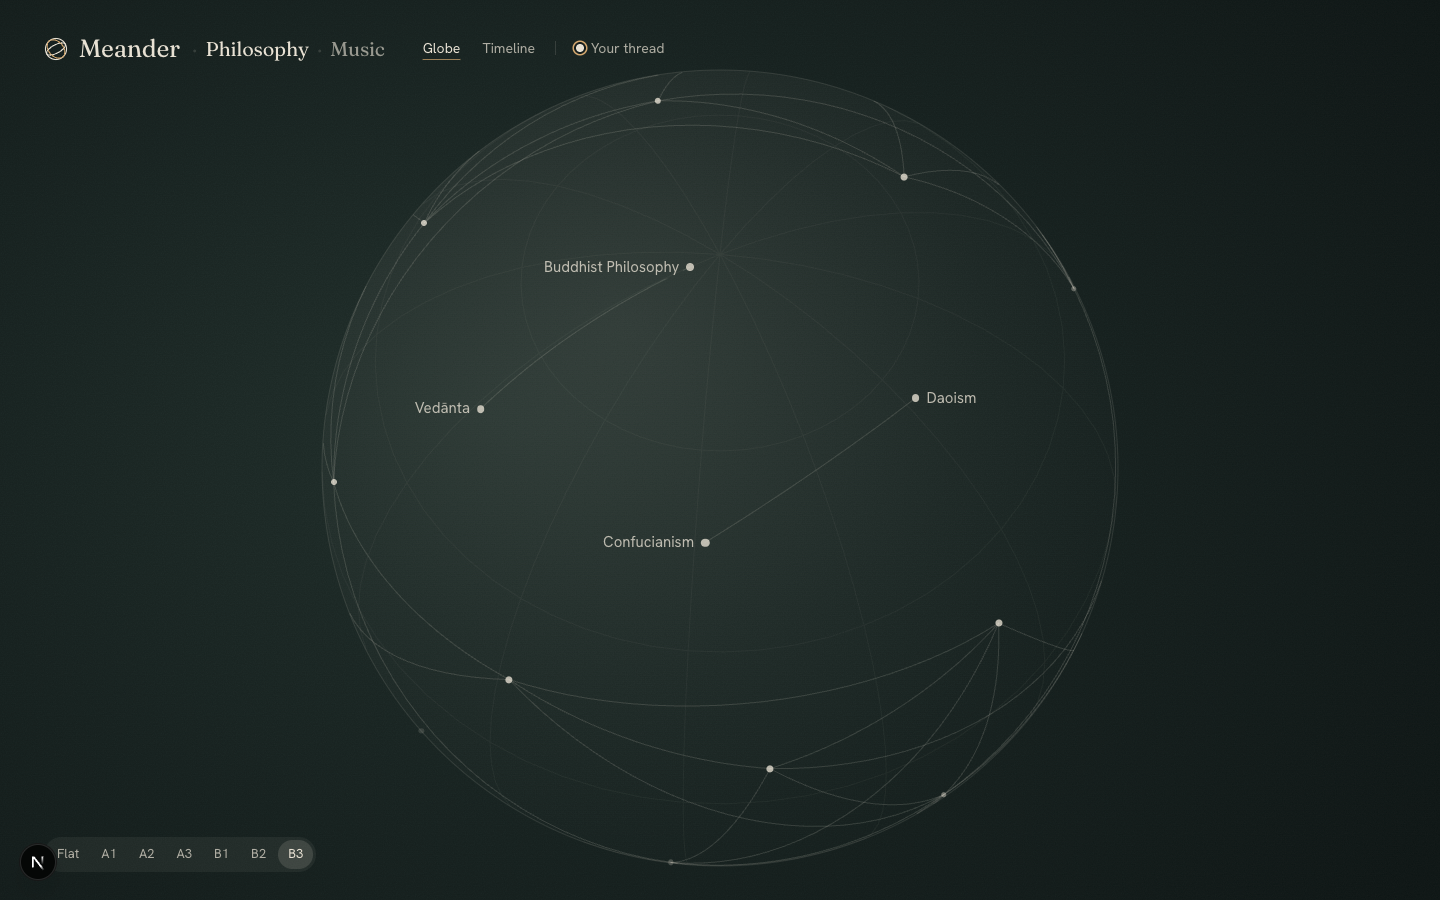 Meander · Philosophy · Music
Globe
Timeline
Your thread
Buddhist Philosophy
Vedānta
Daoism
Confucianism
N
Flat
A1
A2
A3
B1
B2
B3